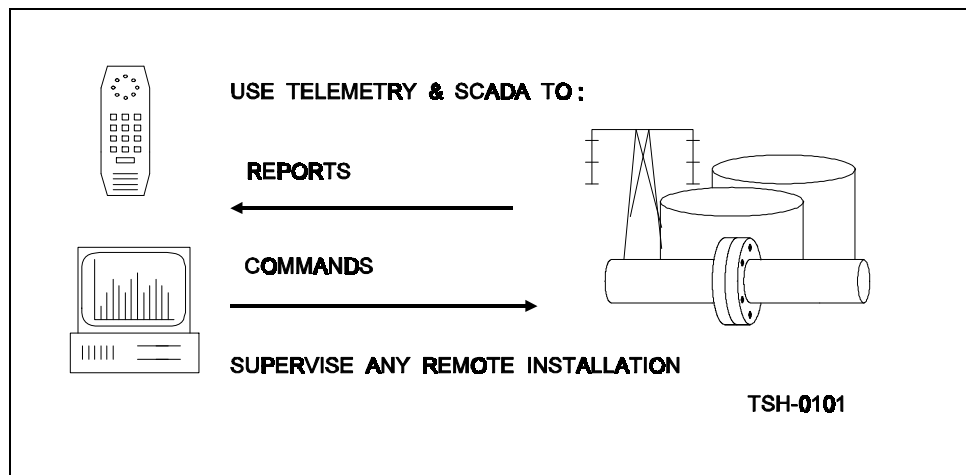 USE TELEMETRY & SCADA TO:
REPORTS
COMMANDS
SUPERVISE ANY REMOTE INSTALLATION
TSH-0101